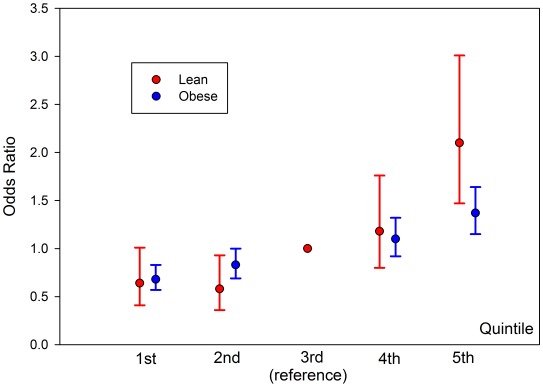 3.5
3.0
2.5
2.0
1.5
1.0
0.5
0.0
Odds Ratio
Lean
Obese
Quintile
1st 2nd 3rd 4th 5th
(reference)